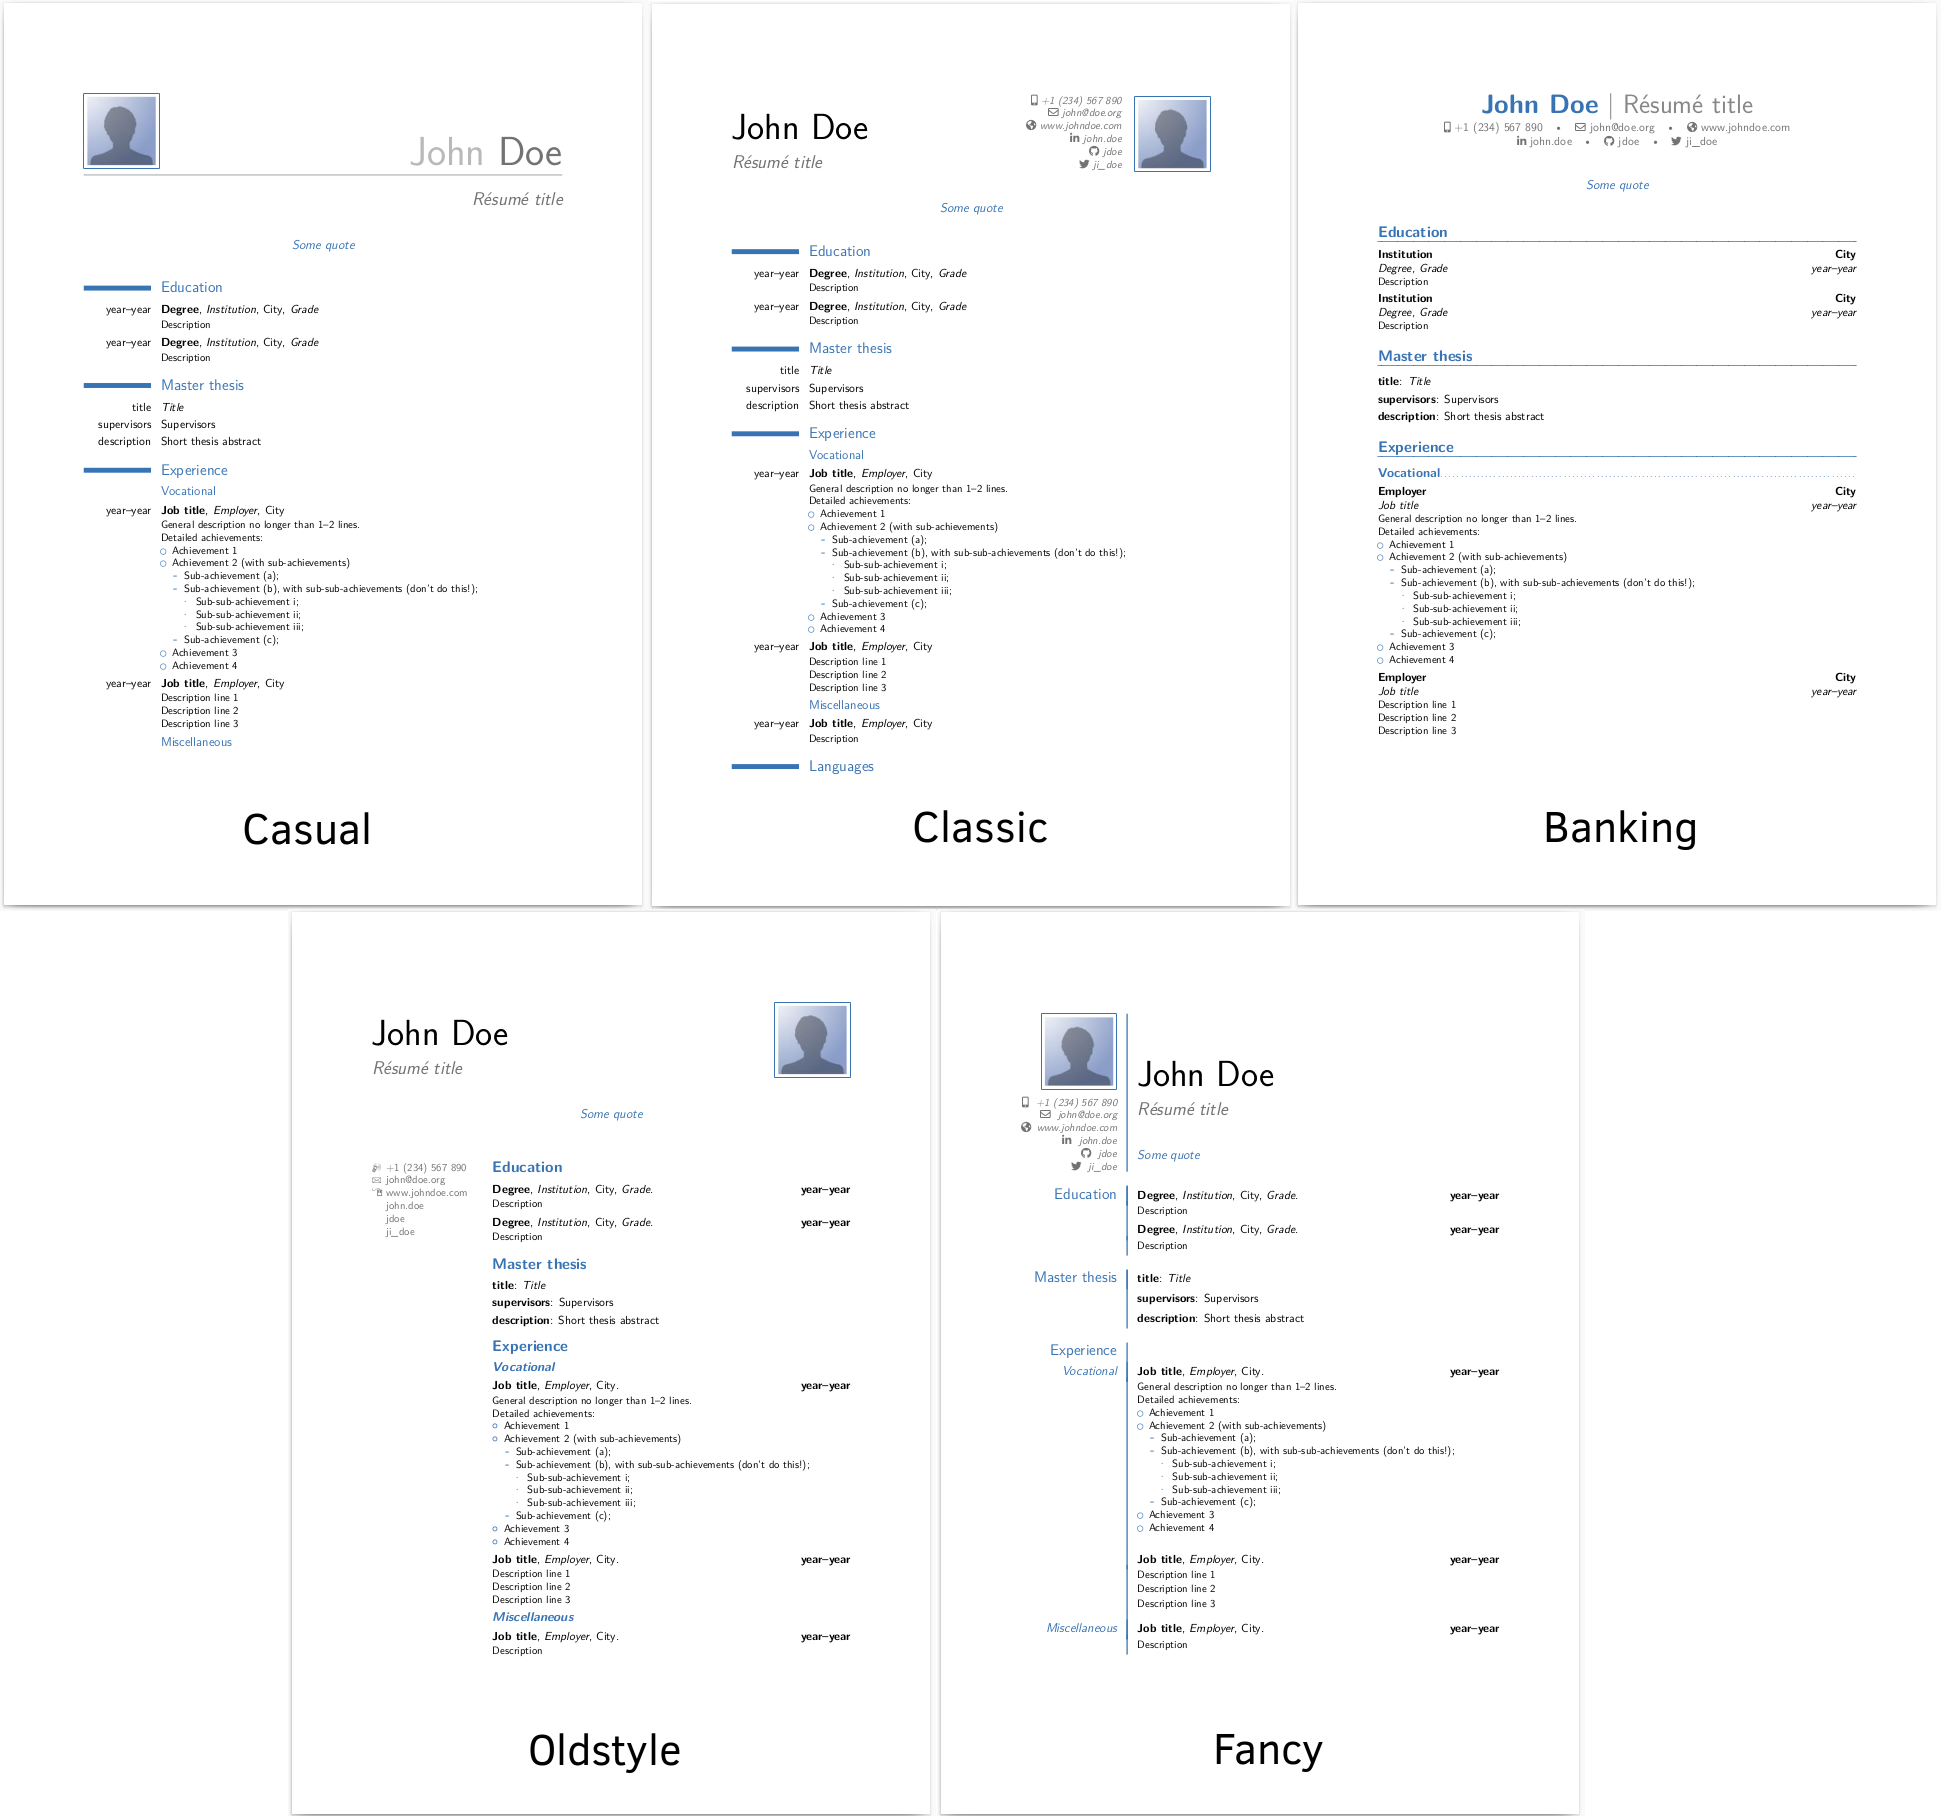 John Doe
Résumé title
Some quote
Education
year–year Degree, Institution, City, Grade
Description
year–year Degree, Institution, City, Grade
Description
Master thesis
title Title
supervisors Supervisors
description Short thesis abstract
Experience
Vocational
year–year Job title, Employer, City
General description no longer than 1–2 lines.
Detailed achievements:
○ Achievement 1
○ Achievement 2 (with sub-achievements)
- Sub-achievement (a);
- Sub-achievement (b), with sub-sub-achievements (don't do this!);
· Sub-sub-achievement i;
· Sub-sub-achievement ii;
· Sub-sub-achievement iii;
- Sub-achievement (c);
○ Achievement 3
○ Achievement 4
year–year Job title, Employer, City
Description line 1
Description line 2
Description line 3
Miscellaneous
Casual
John Doe
Résumé title
+1 (234) 567 890
john@doe.org
www.johndoe.com
in john.doe
jdoe
ji_doe
Some quote
Education
year–year Degree, Institution, City, Grade
Description
year–year Degree, Institution, City, Grade
Description
Master thesis
title Title
supervisors Supervisors
description Short thesis abstract
Experience
Vocational
year–year Job title, Employer, City
General description no longer than 1–2 lines.
Detailed achievements:
○ Achievement 1
○ Achievement 2 (with sub-achievements)
- Sub-achievement (a);
- Sub-achievement (b), with sub-sub-achievements (don't do this!);
· Sub-sub-achievement i;
· Sub-sub-achievement ii;
· Sub-sub-achievement iii;
- Sub-achievement (c);
○ Achievement 3
○ Achievement 4
year–year Job title, Employer, City
Description line 1
Description line 2
Description line 3
Miscellaneous
year–year Job title, Employer, City
Description
Languages
Classic
John Doe | Résumé title
+1 (234) 567 890 • john@doe.org • www.johndoe.com
in john.doe • jdoe • ji_doe
Some quote
Education
Institution City
Degree, Grade year–year
Description
Institution City
Degree, Grade year–year
Description
Master thesis
title: Title
supervisors: Supervisors
description: Short thesis abstract
Experience
Vocational
Employer City
Job title year–year
General description no longer than 1–2 lines.
Detailed achievements:
○ Achievement 1
○ Achievement 2 (with sub-achievements)
- Sub-achievement (a);
- Sub-achievement (b), with sub-sub-achievements (don't do this!);
· Sub-sub-achievement i;
· Sub-sub-achievement ii;
· Sub-sub-achievement iii;
- Sub-achievement (c);
○ Achievement 3
○ Achievement 4
Employer City
Job title year–year
Description line 1
Description line 2
Description line 3
Banking
John Doe
Résumé title
Some quote
+1 (234) 567 890
john@doe.org
www.johndoe.com
john.doe
jdoe
ji_doe
Education
Degree, Institution, City, Grade. year–year
Description
Degree, Institution, City, Grade. year–year
Description
Master thesis
title: Title
supervisors: Supervisors
description: Short thesis abstract
Experience
Vocational
Job title, Employer, City. year–year
General description no longer than 1–2 lines.
Detailed achievements:
○ Achievement 1
○ Achievement 2 (with sub-achievements)
- Sub-achievement (a);
- Sub-achievement (b), with sub-sub-achievements (don't do this!);
· Sub-sub-achievement i;
· Sub-sub-achievement ii;
· Sub-sub-achievement iii;
- Sub-achievement (c);
○ Achievement 3
○ Achievement 4
Job title, Employer, City. year–year
Description line 1
Description line 2
Description line 3
Miscellaneous
Job title, Employer, City. year–year
Description
Oldstyle
+1 (234) 567 890
john@doe.org
www.johndoe.com
in john.doe
jdoe
ji_doe
John Doe
Résumé title
Some quote
Education
Degree, Institution, City, Grade. year–year
Description
Degree, Institution, City, Grade. year–year
Description
Master thesis
title: Title
supervisors: Supervisors
description: Short thesis abstract
Experience
Vocational
Job title, Employer, City. year–year
General description no longer than 1–2 lines.
Detailed achievements:
○ Achievement 1
○ Achievement 2 (with sub-achievements)
- Sub-achievement (a);
- Sub-achievement (b), with sub-sub-achievements (don't do this!);
· Sub-sub-achievement i;
· Sub-sub-achievement ii;
· Sub-sub-achievement iii;
- Sub-achievement (c);
○ Achievement 3
○ Achievement 4
Job title, Employer, City. year–year
Description line 1
Description line 2
Description line 3
Miscellaneous
Job title, Employer, City. year–year
Description
Fancy